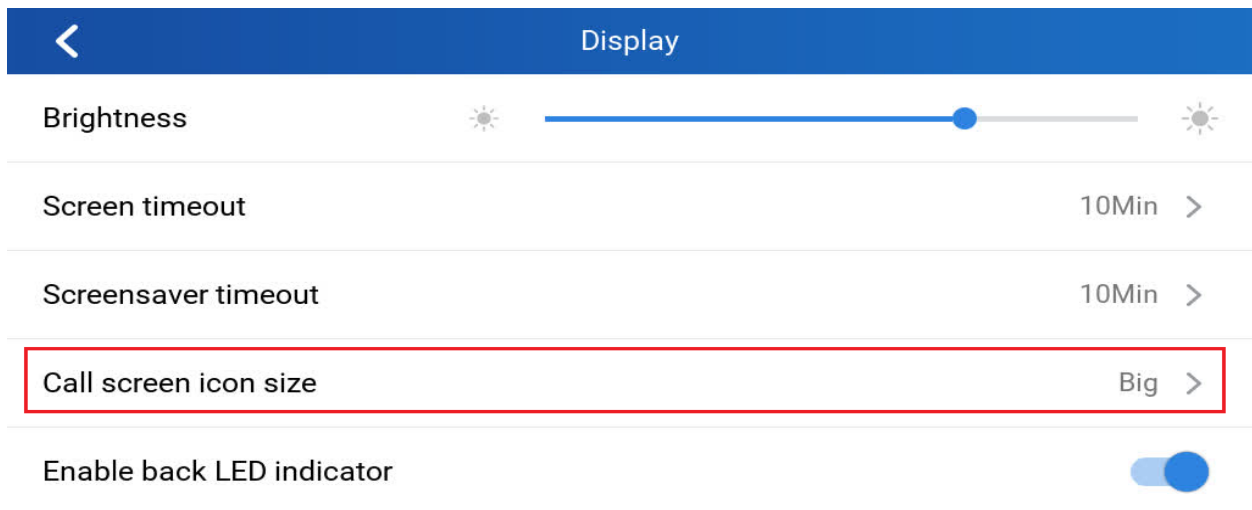 Display
Brightness
Screen timeout 10Min
Screensaver timeout 10Min
Call screen icon size Big
Enable back LED indicator